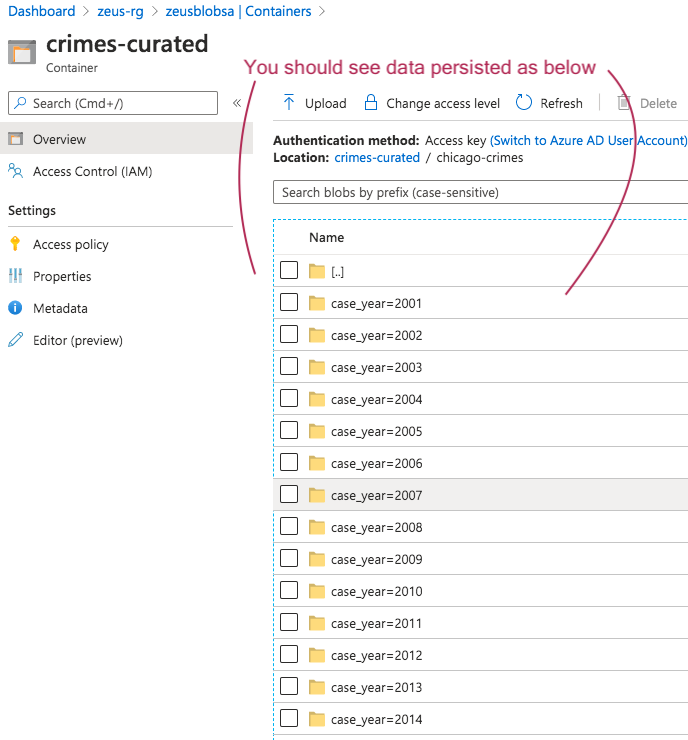 Dashboard > zeus-rg > zeusblobsa | Containers >
crimes-curated
Container
You should see data persisted as below
Search (Cmd+/)
«
Overview
Access Control (IAM)
Settings
Access policy
Properties
Metadata
Editor (preview)
Upload Change access level Refresh Delete
Authentication method: Access key (Switch to Azure AD User Account)
Location: crimes-curated / chicago-crimes
Search blobs by prefix (case-sensitive)
Name
[..]
case_year=2001
case_year=2002
case_year=2003
case_year=2004
case_year=2005
case_year=2006
case_year=2007
case_year=2008
case_year=2009
case_year=2010
case_year=2011
case_year=2012
case_year=2013
case_year=2014